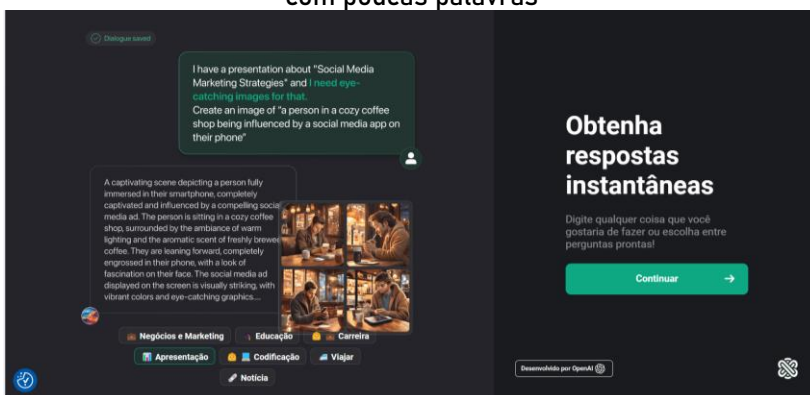 com poucas palavras
Dialogue saved
I have a presentation about "Social Media
Marketing Strategies" and I need eye-
catching images for that.
Create an image of "a person in a cozy coffee
shop being influenced by a social media app on
their phone"
A captivating scene depicting a person fully
immersed in their smartphone, completely
captivated and influenced by a compelling social
media ad. The person is sitting in a cozy coffee
shop, surrounded by the ambiance of warm
lighting and the aromatic scent of freshly brewed
coffee. They are leaning forward, completely
engrossed in their phone, with a look of
fascination on their face. The social media ad
displayed on the screen is visually striking, with
vibrant colors and eye-catching graphics....
Negócios e Marketing
Educação
Carreira
Apresentação
Codificação
Viajar
Notícia
Obtenha
respostas
instantâneas
Digite qualquer coisa que você
gostaria de fazer ou escolha entre
perguntas prontas!
Continuar
Desenvolvido por OpenAI